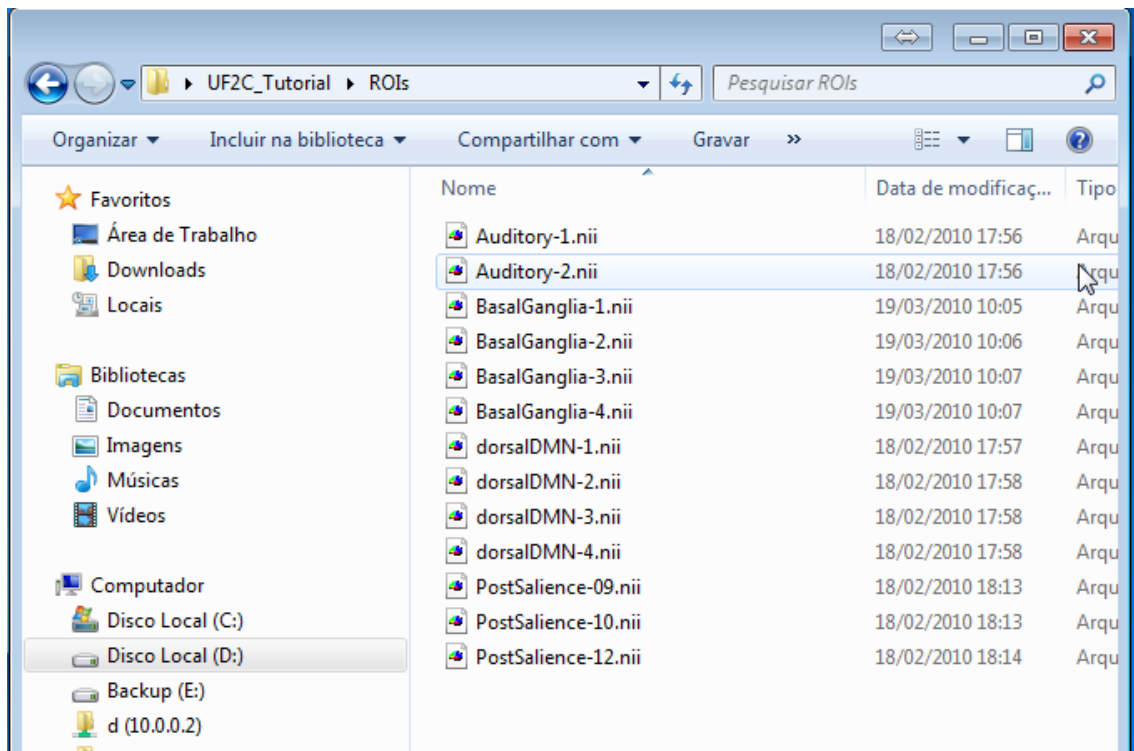 UF2C_Tutorial ROIs
Pesquisar ROIs
Organizar Incluir na biblioteca Compartilhar com Gravar »
Favoritos
Área de Trabalho
Downloads
Locais
Bibliotecas
Documentos
Imagens
Músicas
Vídeos
Computador
Disco Local (C:)
Disco Local (D:)
Backup (E:)
d (10.0.0.2)
Nome Data de modificaç... Tipo
Auditory-1.nii 18/02/2010 17:56 Arqu
Auditory-2.nii 18/02/2010 17:56 Arqu
BasalGanglia-1.nii 19/03/2010 10:05 Arqu
BasalGanglia-2.nii 19/03/2010 10:06 Arqu
BasalGanglia-3.nii 19/03/2010 10:07 Arqu
BasalGanglia-4.nii 19/03/2010 10:07 Arqu
dorsalDMN-1.nii 18/02/2010 17:57 Arqu
dorsalDMN-2.nii 18/02/2010 17:58 Arqu
dorsalDMN-3.nii 18/02/2010 17:58 Arqu
dorsalDMN-4.nii 18/02/2010 17:58 Arqu
PostSalience-09.nii 18/02/2010 18:13 Arqu
PostSalience-10.nii 18/02/2010 18:13 Arqu
PostSalience-12.nii 18/02/2010 18:14 Arqu